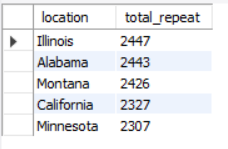 location total_repeat
Illinois 2447
Alabama 2443
Montana 2426
California 2327
Minnesota 2307